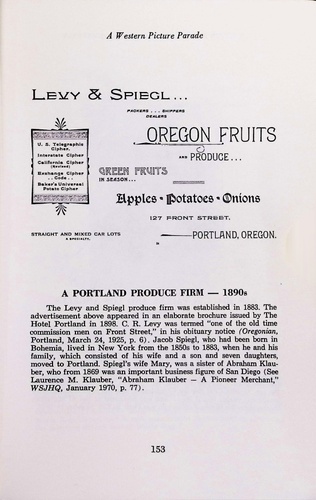 A Western Picture Parade
LEVY & SPIEGL...
PACKERS ... SHIPPERS
DEALERS
OREGON FRUITS
AND PRODUCE...
U. S. Telegraphic
Cipher.
Interstate Cipher
California Cipher
(Revised)
Exchange Cipher
.. Code ..
Baker's Universal
Potato Cipher
GREEN FRUITS
IN SEASON...
Apples • Potatoes • Onions
127 FRONT STREET.
STRAIGHT AND MIXED CAR LOTS
A SPECIALTY.
PORTLAND, OREGON.
A PORTLAND PRODUCE FIRM — 1890s
The Levy and Spiegl produce firm was established in 1883. The
advertisement above appeared in an elaborate brochure issued by The
Hotel Portland in 1898. C. R. Levy was termed "one of the old time
commission men on Front Street," in his obituary notice (Oregonian,
Portland, March 24, 1925, p. 6). Jacob Spiegl, who had been born in
Bohemia, lived in New York from the 1850s to 1883, when he and his
family, which consisted of his wife and a son and seven daughters,
moved to Portland. Spiegl's wife Mary, was a sister of Abraham Klau-
ber, who from 1869 was an important business figure of San Diego (See
Laurence M. Klauber, "Abraham Klauber — A Pioneer Merchant,"
WSJHQ, January 1970, p. 77).
153